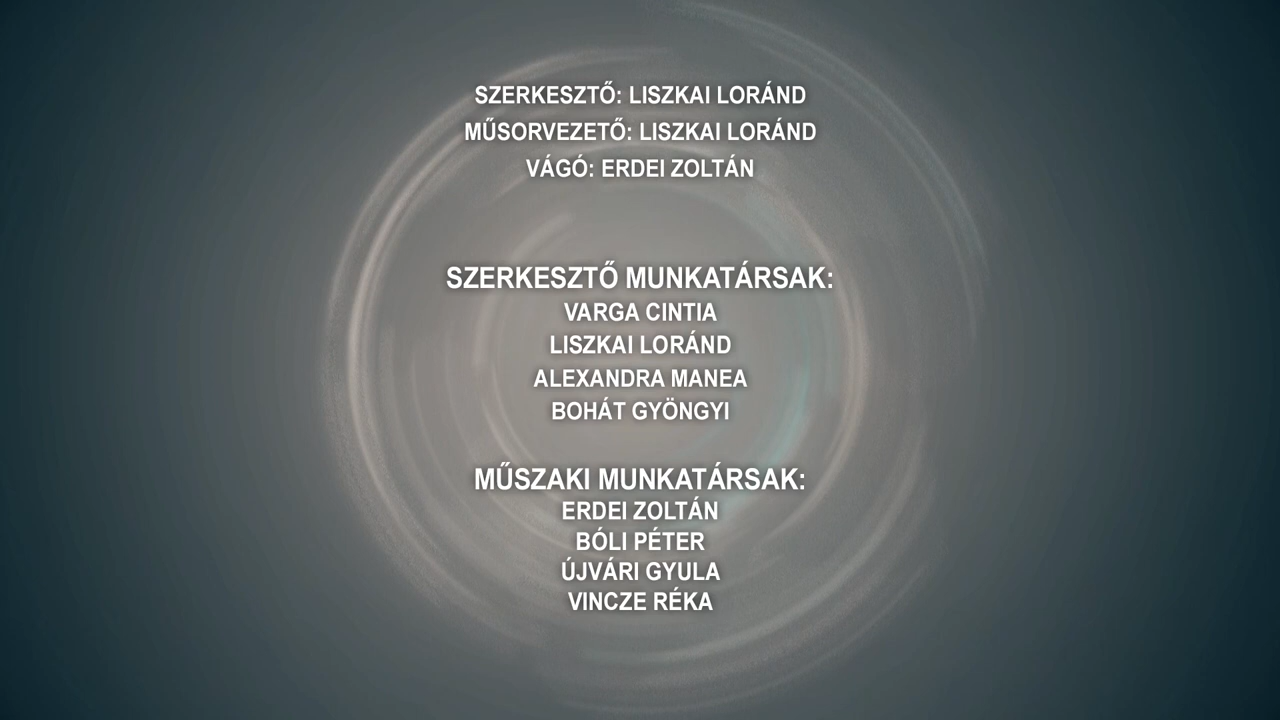 SZERKESZTŐ: LISZKAI LORÁND
MŰSORVEZETŐ: LISZKAI LORÁND
VÁGÓ: ERDEI ZOLTÁN
SZERKESZTŐ MUNKATÁRSAK:
VARGA CINTIA
LISZKAI LORÁND
ALEXANDRA MANEA
BOHÁT GYÖNGYI
MŰSZAKI MUNKATÁRSAK:
ERDEI ZOLTÁN
BÓLI PÉTER
ÚJVÁRI GYULA
VINCZE RÉKA